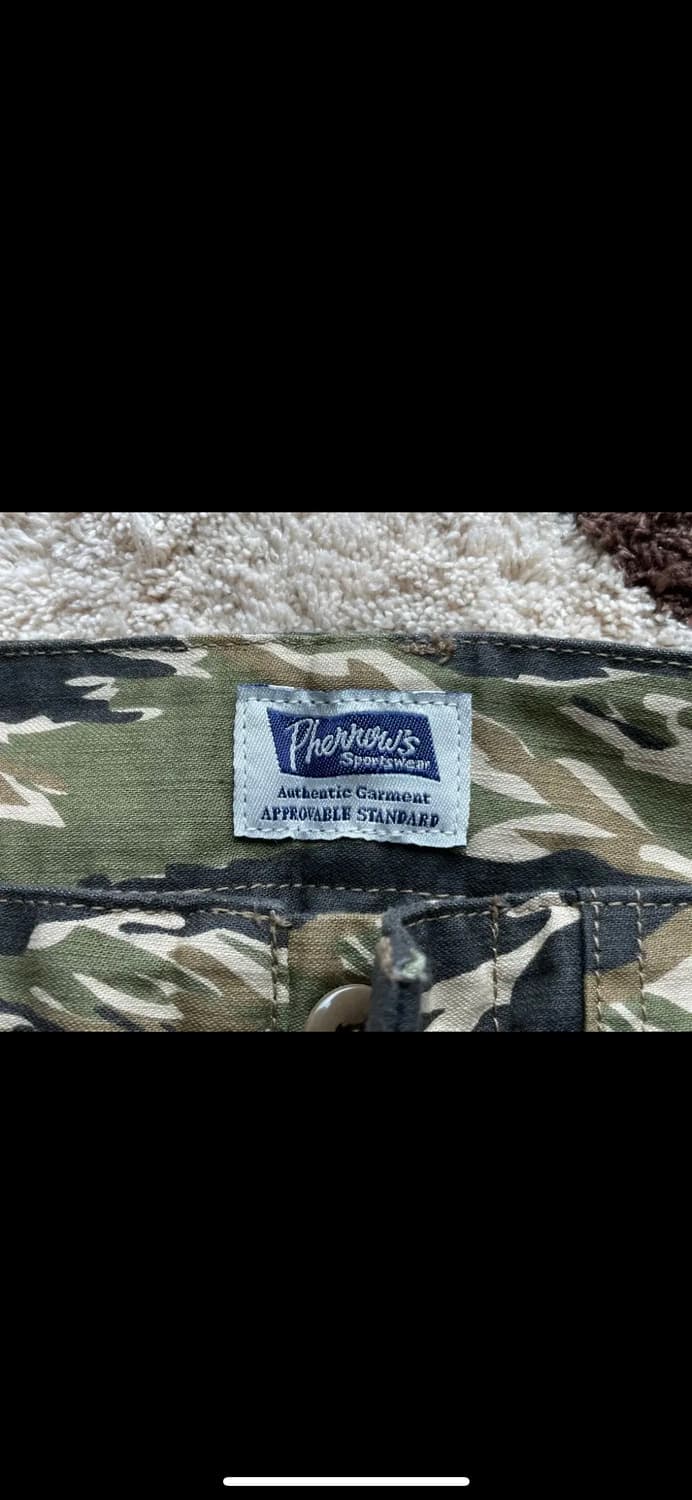 Pherrow's
Sportswear
Authentic Garment
APPROVABLE STANDARD